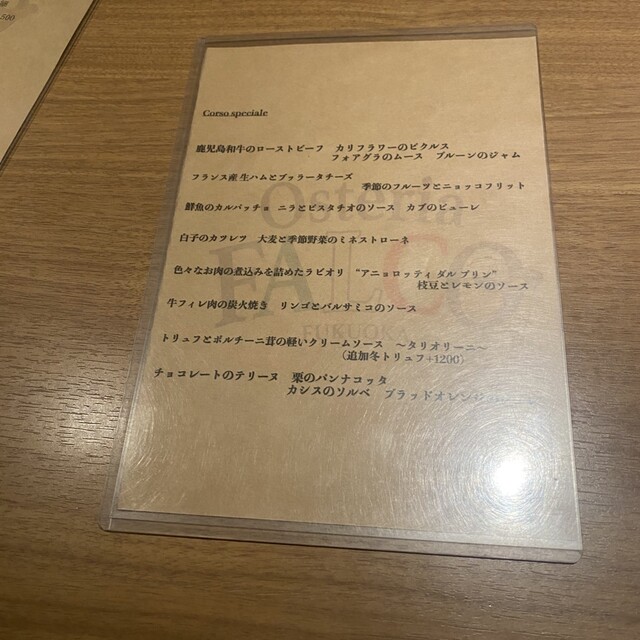 500
Corso speciale
鹿児島和牛のローストビーフ　カリフラワーのピクルス
フォアグラのムース　プルーンのジャム
フランス産 生ハムとブッラータチーズ
季節のフルーツとニョッコフリット
鮮魚のカルパッチョ　ニラとピスタチオのソース　カブのピューレ
白子のカツレツ　大麦と季節野菜のミネストローネ
色々なお肉の煮込みを詰めたラビオリ　“アニョロッティ ダル プリン”
枝豆とレモンのソース
牛フィレ肉の炭火焼き　リンゴとバルサミコのソース
トリュフとポルチーニ茸の軽いクリームソース　～タリオリーニ～
（追加冬トリュフ+1200）
チョコレートのテリーヌ　栗のパンナコッタ
カシスのソルベ　ブラッドオレンジ
Osteria
FALCO
FUKUOKA